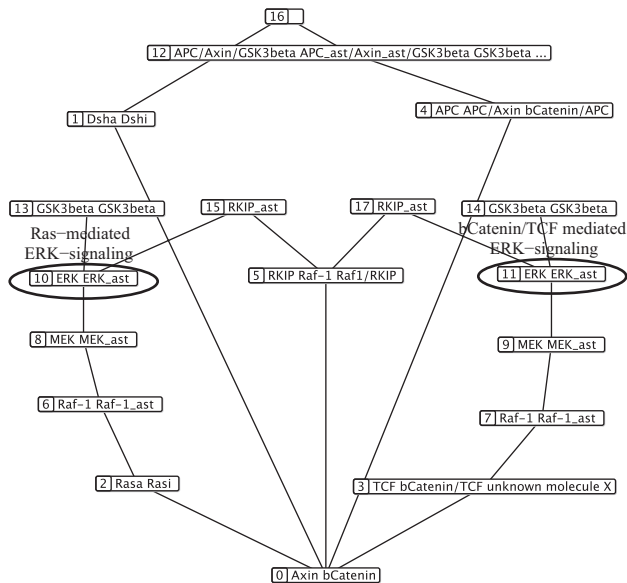 16
12 APC/Axin/GSK3beta APC_ast/Axin_ast/GSK3beta GSK3beta ...
4 APC APC/Axin bCatenin/APC
1 Dsha Dshi
13 GSK3beta GSK3beta
15 RKIP_ast
17 RKIP_ast
14 GSK3beta GSK3beta
Ras−mediated
ERK−signaling
bCatenin/TCF mediated
ERK−signaling
10 ERK ERK_ast
5 RKIP Raf-1 Raf1/RKIP
11 ERK ERK_ast
8 MEK MEK_ast
9 MEK MEK_ast
6 Raf-1 Raf-1_ast
7 Raf-1 Raf-1_ast
2 Rasa Rasi
3 TCF bCatenin/TCF unknown molecule X
0 Axin bCatenin